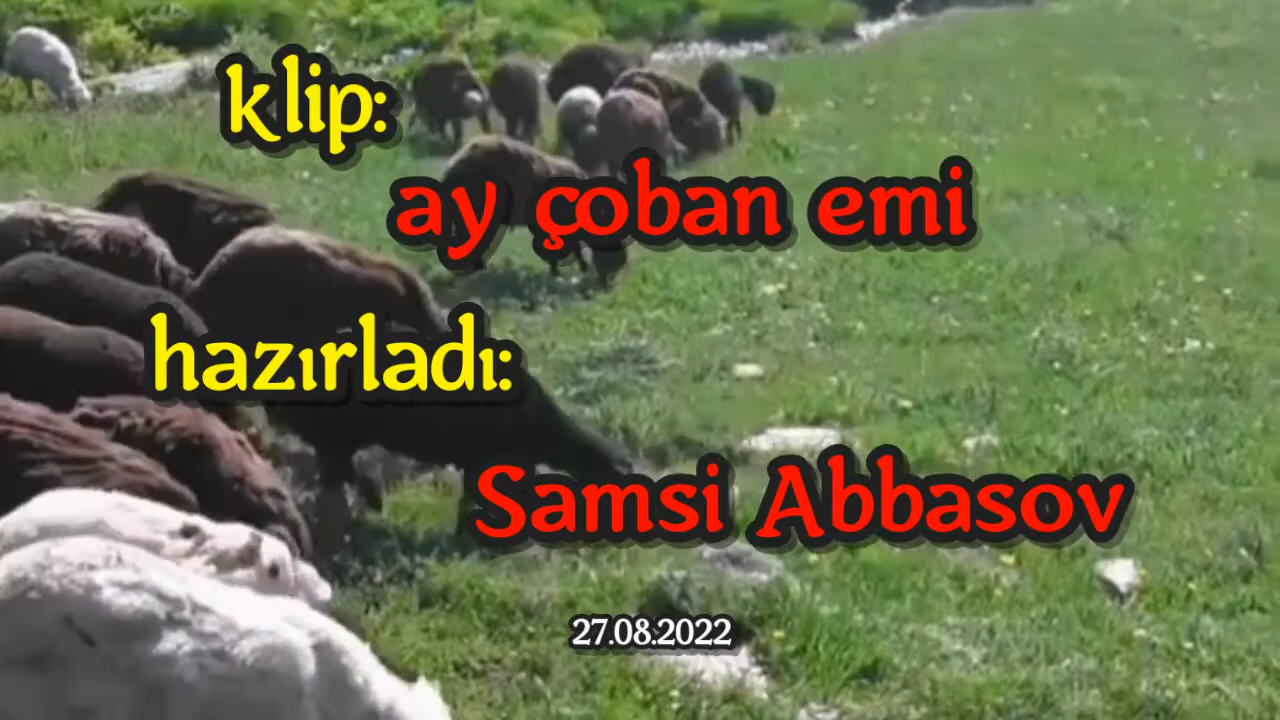 klip:
ay çoban emi
hazırladı:
Samsi Abbasov
27.08.2022